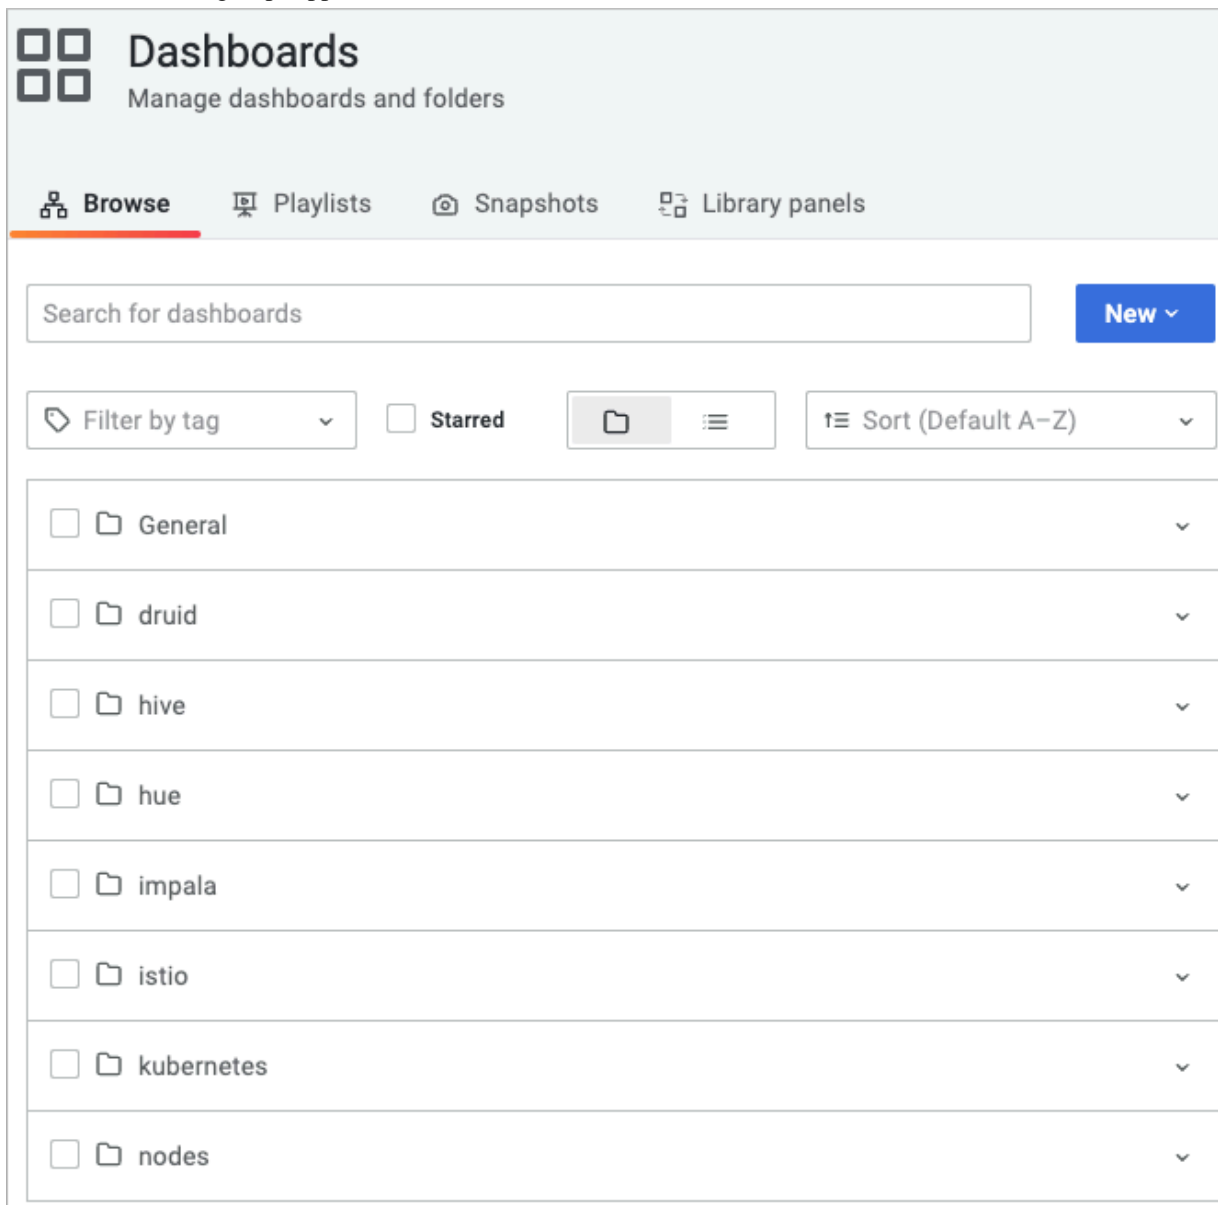 Dashboards
Manage dashboards and folders
Browse Playlists Snapshots Library panels
Search for dashboards New
Filter by tag Starred Sort (Default A–Z)
General
druid
hive
hue
impala
istio
kubernetes
nodes